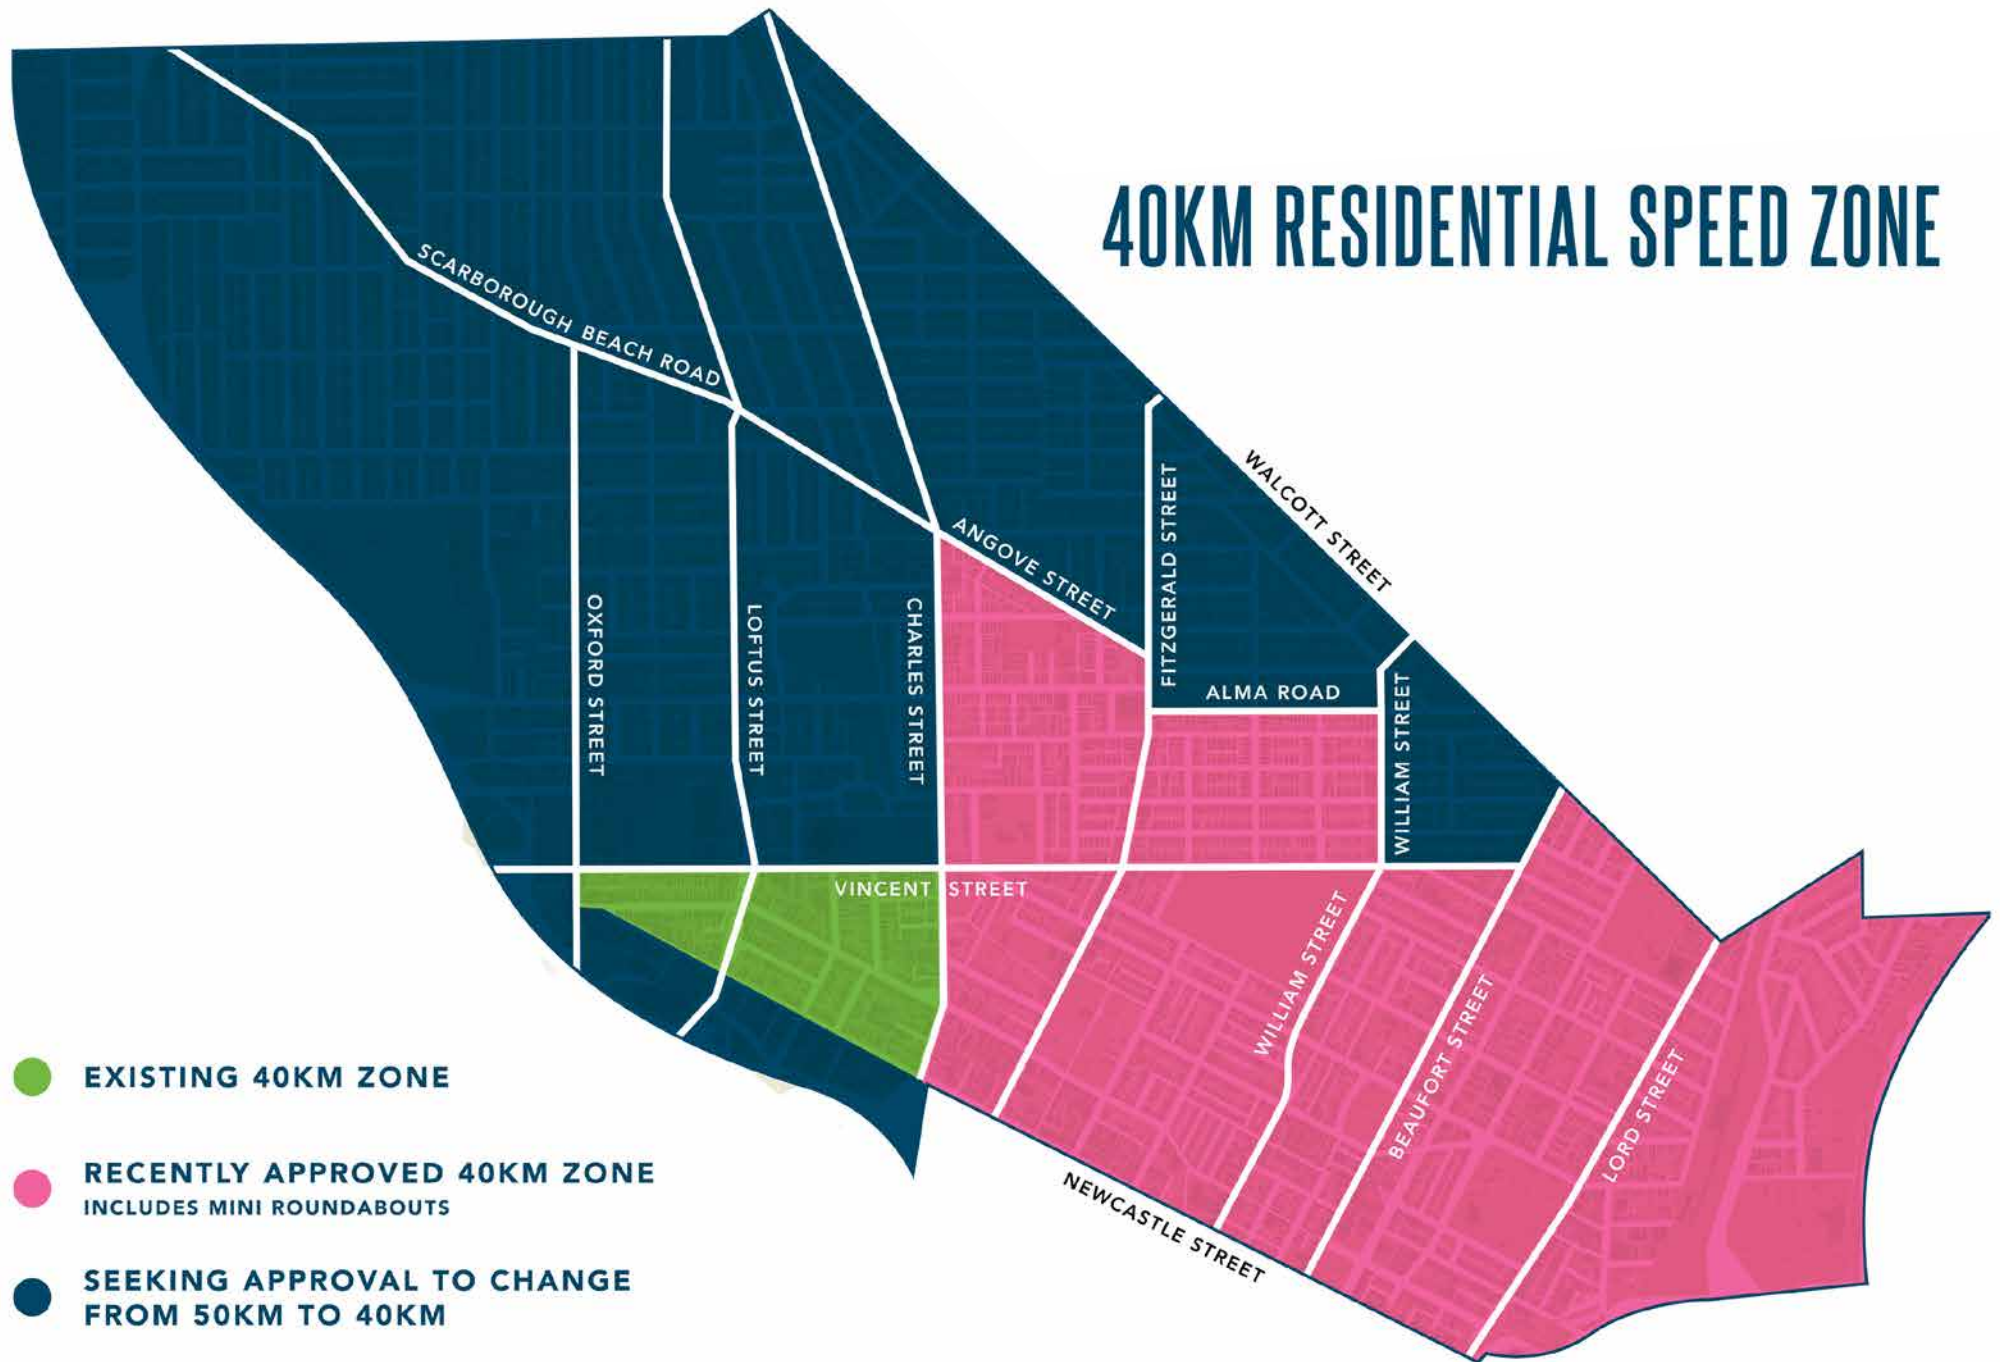 40KM RESIDENTIAL SPEED ZONE
SCARBOROUGH BEACH ROAD
WALCOTT STREET
ANGOVE STREET
FITZGERALD STREET
OXFORD STREET
LOFTUS STREET
CHARLES STREET
ALMA ROAD
WILLIAM STREET
VINCENT STREET
WILLIAM STREET
BEAUFORT STREET
LORD STREET
NEWCASTLE STREET
EXISTING 40KM ZONE
RECENTLY APPROVED 40KM ZONE
INCLUDES MINI ROUNDABOUTS
SEEKING APPROVAL TO CHANGE
FROM 50KM TO 40KM